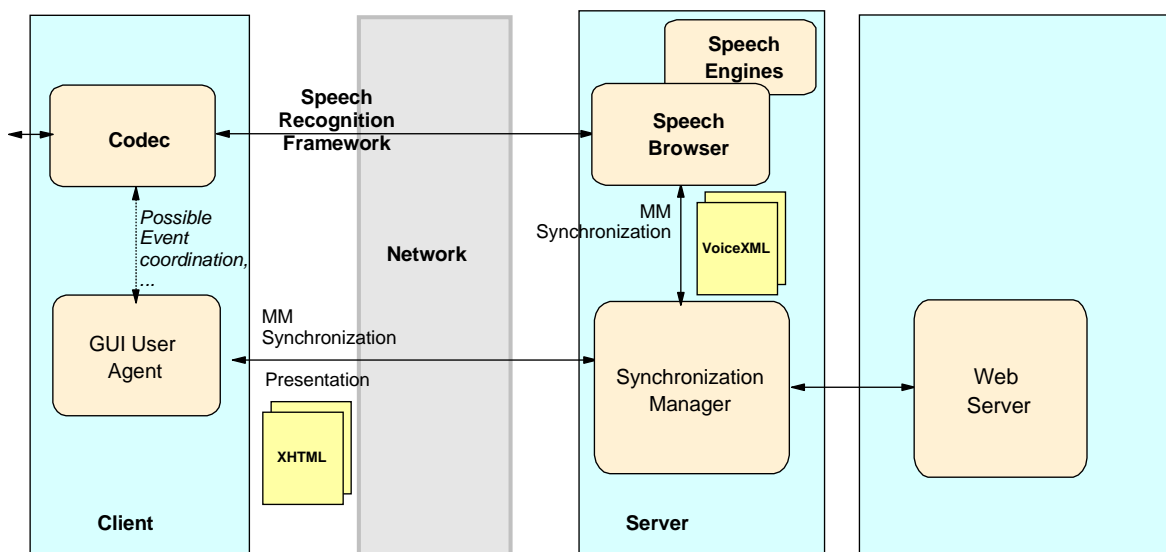 Speech
Engines
Codec
Speech
Recognition
Framework
Speech
Browser
Possible
Event
coordination,
...
Network
MM
Synchronization
VoiceXML
GUI User
Agent
MM
Synchronization
Presentation
XHTML
Synchronization
Manager
Web
Server
Client
Server